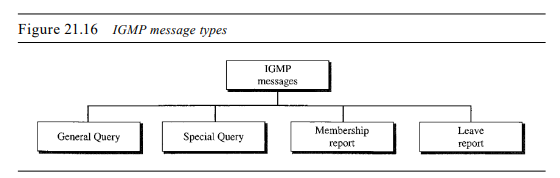 Figure 21.16 IGMP message types
IGMP
messages
General Query
Special Query
Membership
report
Leave
report